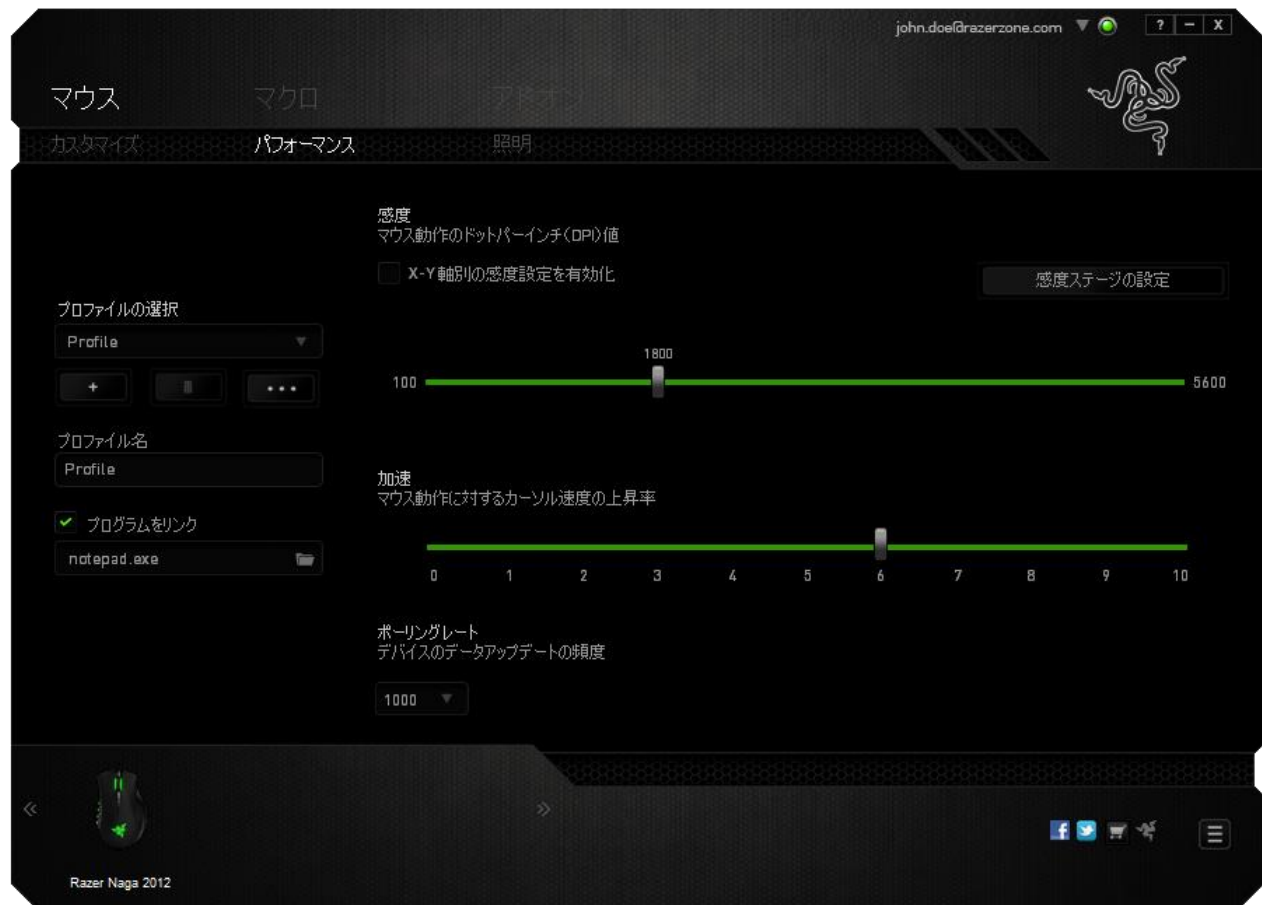 john.doe@razerzone.com
? - X
マウス
マクロ
アドオン
カスタマイズ
パフォーマンス
照明
感度
マウス動作のドットパーインチ(DPI)値
X-Y軸別の感度設定を有効化
感度ステージの設定
プロファイルの選択
Profile
+
•••
1800
100
5600
プロファイル名
Profile
プログラムをリンク
notepad.exe
加速
マウス動作に対するカーソル速度の上昇率
0 1 2 3 4 5 6 7 8 9 10
ポーリングレート
デバイスのデータアップデートの頻度
1000
Razer Naga 2012